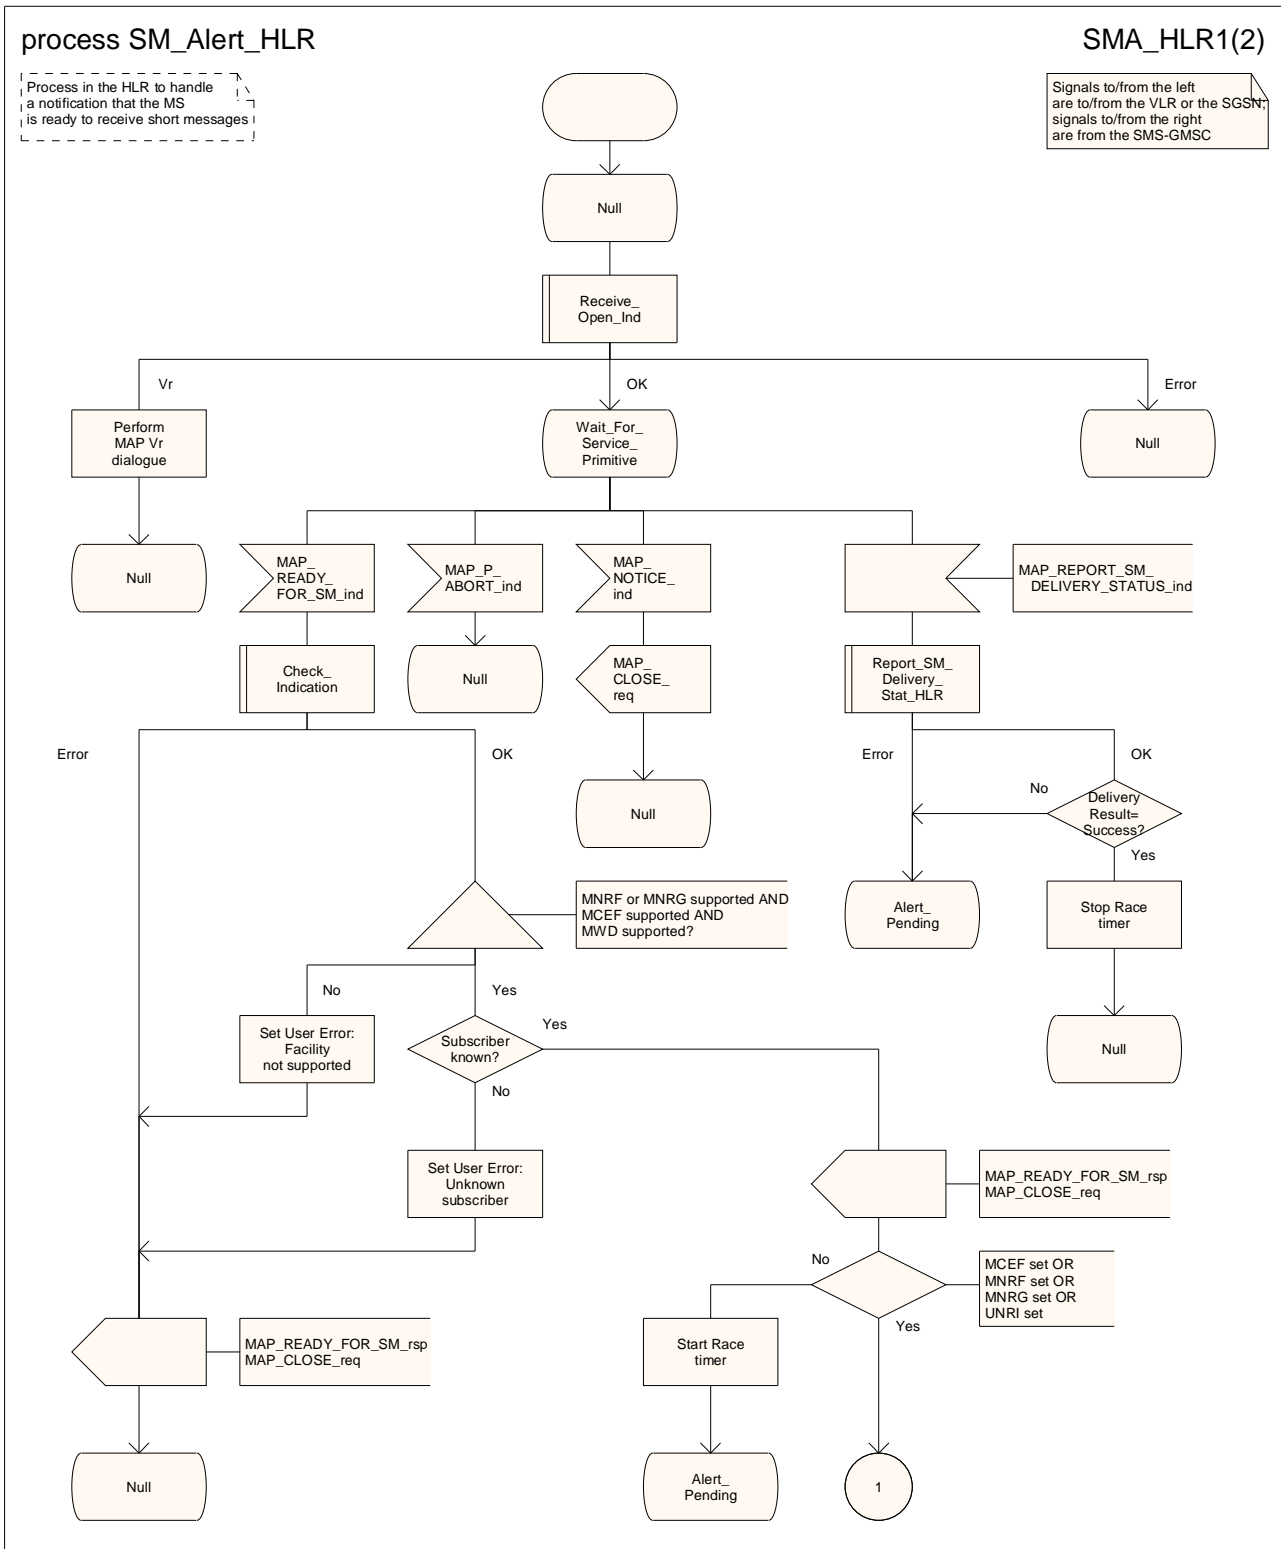 process SM_Alert_HLR
SMA_HLR1(2)
Process in the HLR to handle
a notification that the MS
is ready to receive short messages
Signals to/from the left
are to/from the VLR or the SGSN;
signals to/from the right
are from the SMS-GMSC
Null
Receive_
Open_Ind
Vr
OK
Error
Perform
MAP Vr
dialogue
Wait_For_
Service_
Primitive
Null
Null
MAP_
READY_
FOR_SM_ind
MAP_P_
ABORT_ind
MAP_
NOTICE_
ind
MAP_REPORT_SM_
DELIVERY_STATUS_ind
Check_
Indication
Null
MAP_
CLOSE_
req
Report_SM_
Delivery_
Stat_HLR
Error
OK
Error
OK
Null
No
Delivery
Result=
Success?
Yes
MNRF or MNRG supported AND
MCEF supported AND
MWD supported?
Alert_
Pending
Stop Race
timer
No
Yes
Set User Error:
Facility
not supported
Subscriber
known?
Yes
No
Null
Set User Error:
Unknown
subscriber
MAP_READY_FOR_SM_rsp
MAP_CLOSE_req
No
MCEF set OR
MNRF set OR
MNRG set OR
UNRI set
Yes
MAP_READY_FOR_SM_rsp
MAP_CLOSE_req
Start Race
timer
Null
Alert_
Pending
1